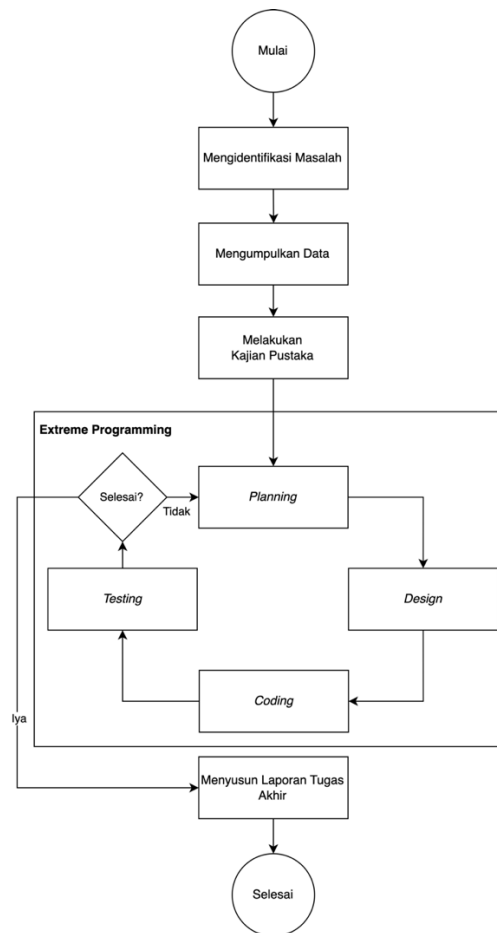 Mulai
Mengidentifikasi Masalah
Mengumpulkan Data
Melakukan
Kajian Pustaka
Extreme Programming
Selesai?
Tidak
Planning
Testing
Design
Coding
Iya
Menyusun Laporan Tugas
Akhir
Selesai